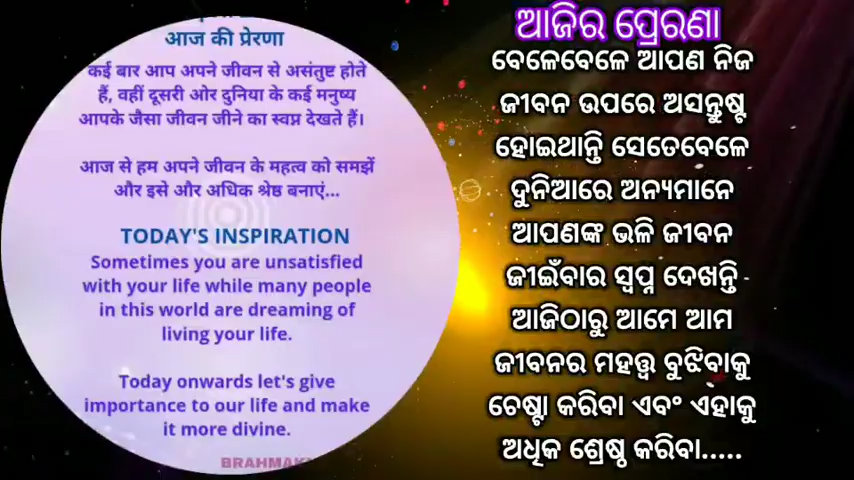 आज की प्रेरणा
कई बार आप अपने जीवन से असंतुष्ट होते
हैं, वहीं दूसरी ओर दुनिया के कई मनुष्य
आपके जैसा जीवन जीने का स्वप्न देखते हैं।
आज से हम अपने जीवन के महत्व को समझें
और इसे और अधिक श्रेष्ठ बनाएं...
TODAY'S INSPIRATION
Sometimes you are unsatisfied
with your life while many people
in this world are dreaming of
living your life.
Today onwards let's give
importance to our life and make
it more divine.
ଆଜିର ପ୍ରେରଣା
ବେଳେବେଳେ ଆପଣ ନିଜ
ଜୀବନ ଉପରେ ଅସନ୍ତୁଷ୍ଟ
ହୋଇଥାନ୍ତି ସେତେବେଳେ
ଦୁନିଆରେ ଅନ୍ୟମାନେ
ଆପଣଙ୍କ ଭଳି ଜୀବନ
ଜୀଇଁବାର ସ୍ୱପ୍ନ ଦେଖନ୍ତି
ଆଜିଠାରୁ ଆମେ ଆମ
ଜୀବନର ମହତ୍ତ୍ୱ ବୁଝିବାକୁ
ଚେଷ୍ଟା କରିବା ଏବଂ ଏହାକୁ
ଅଧିକ ଶ୍ରେଷ୍ଠ କରିବା.....